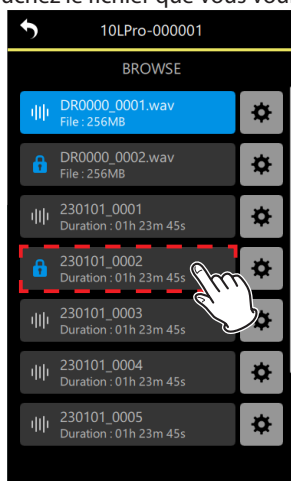 uchez le fichier que vous vou
10LPro-000001
BROWSE
DR0000_0001.wav
File : 256MB
DR0000_0002.wav
File : 256MB
230101_0001
Duration : 01h 23m 45s
230101_0002
Duration : 01h 23m 45s
230101_0003
Duration : 01h 23m 45s
230101_0004
Duration : 01h 23m 45s
230101_0005
Duration : 01h 23m 45s